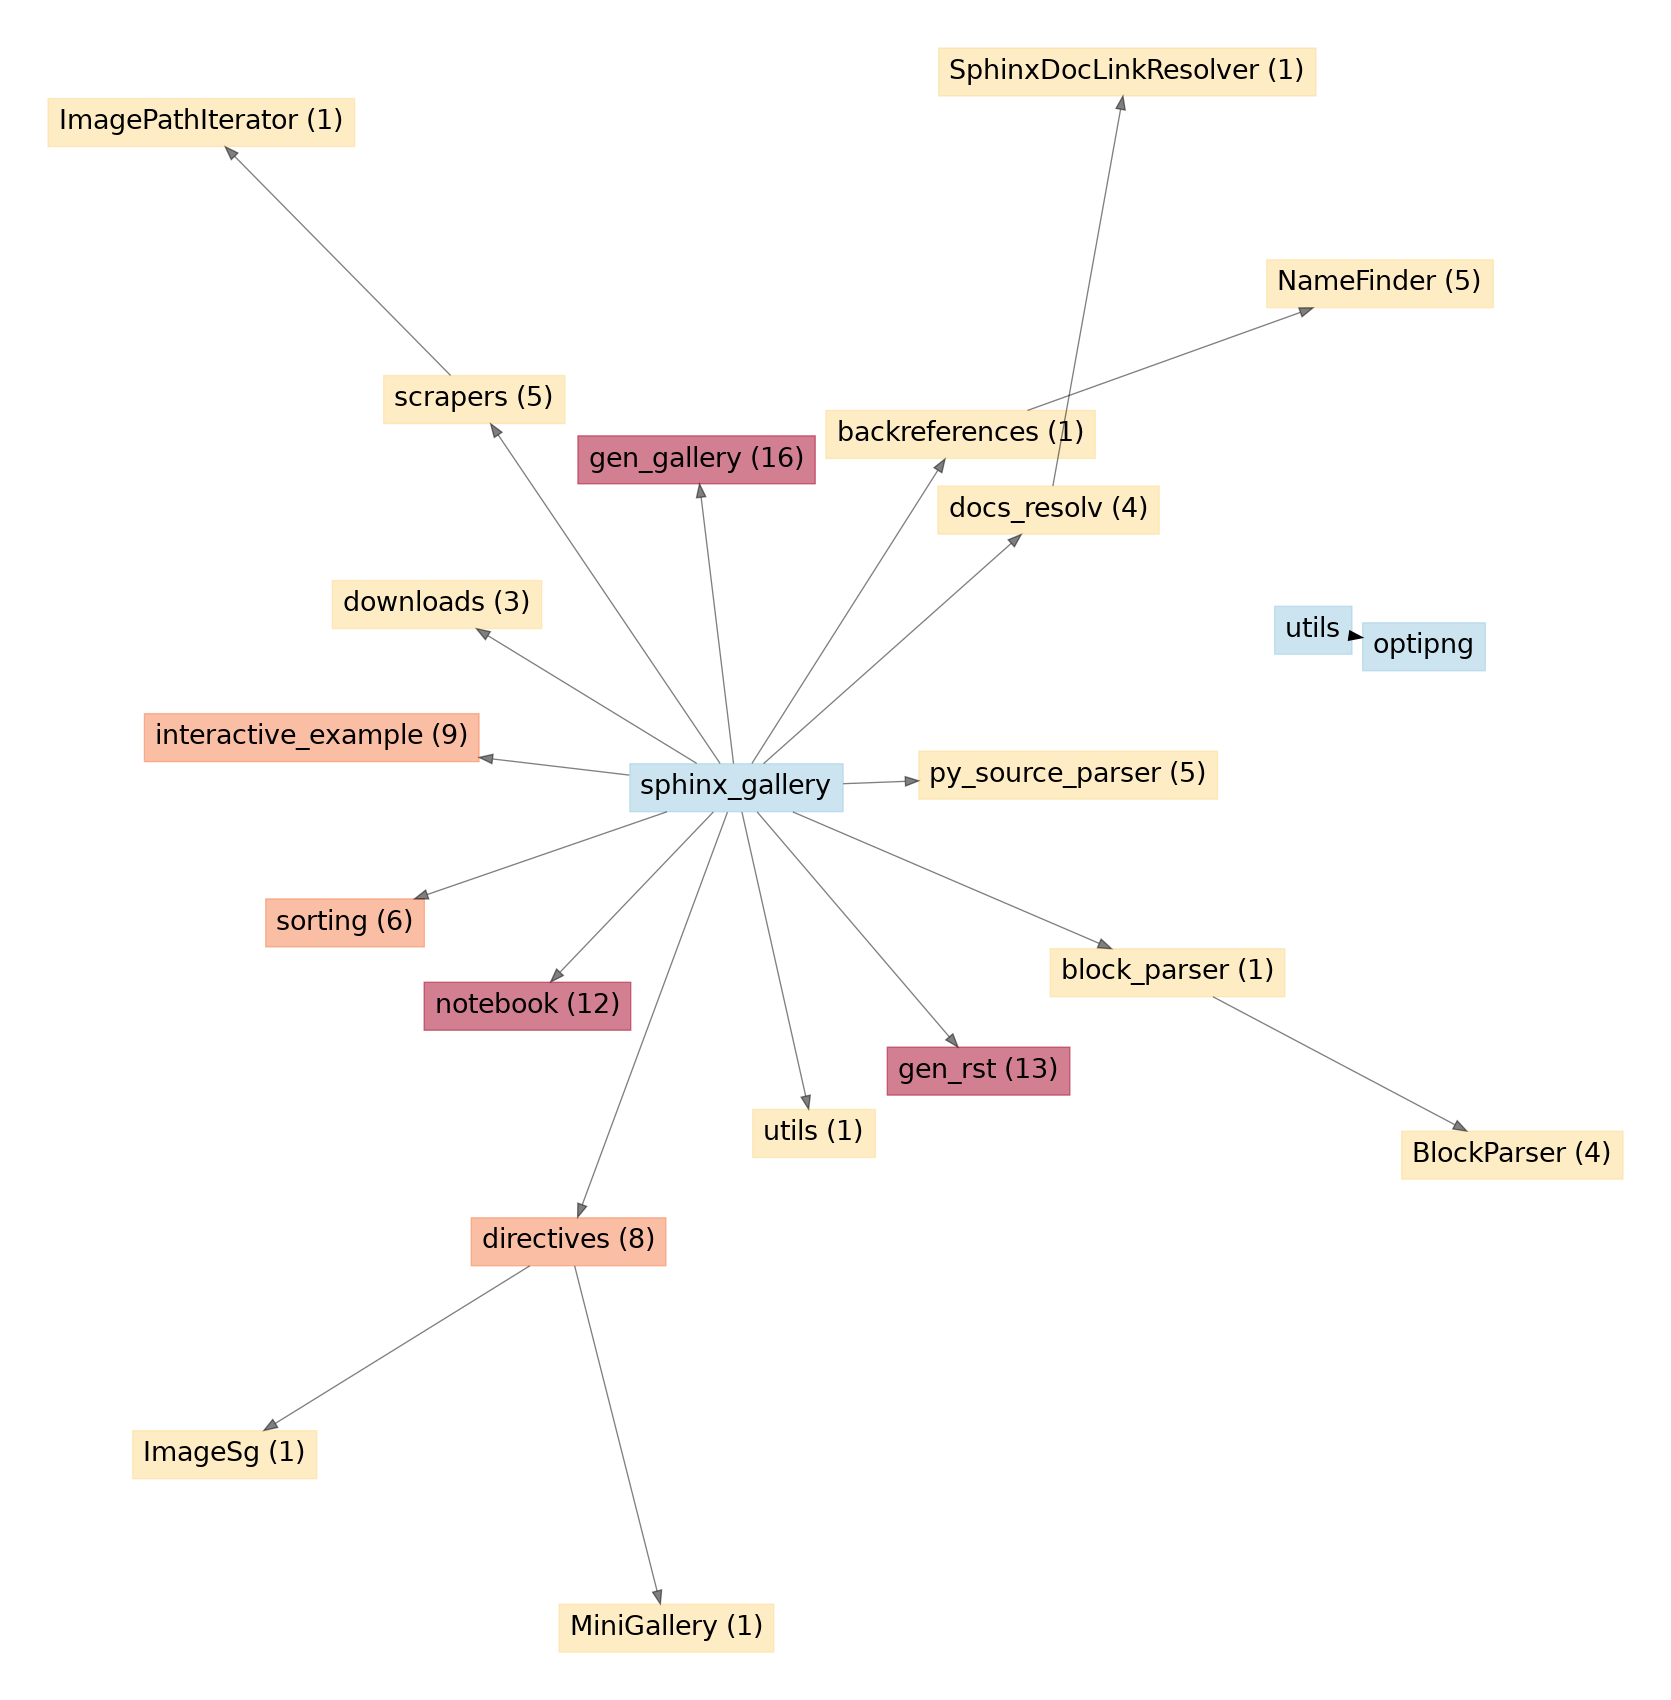 SphinxDocLinkResolver (1)
ImagePathIterator (1)
NameFinder (5)
scrapers (5)
backreferences (1)
gen_gallery (16)
docs_resolv (4)
downloads (3)
utils
optipng
interactive_example (9)
py_source_parser (5)
sphinx_gallery
sorting (6)
block_parser (1)
notebook (12)
gen_rst (13)
utils (1)
BlockParser (4)
directives (8)
ImageSg (1)
MiniGallery (1)